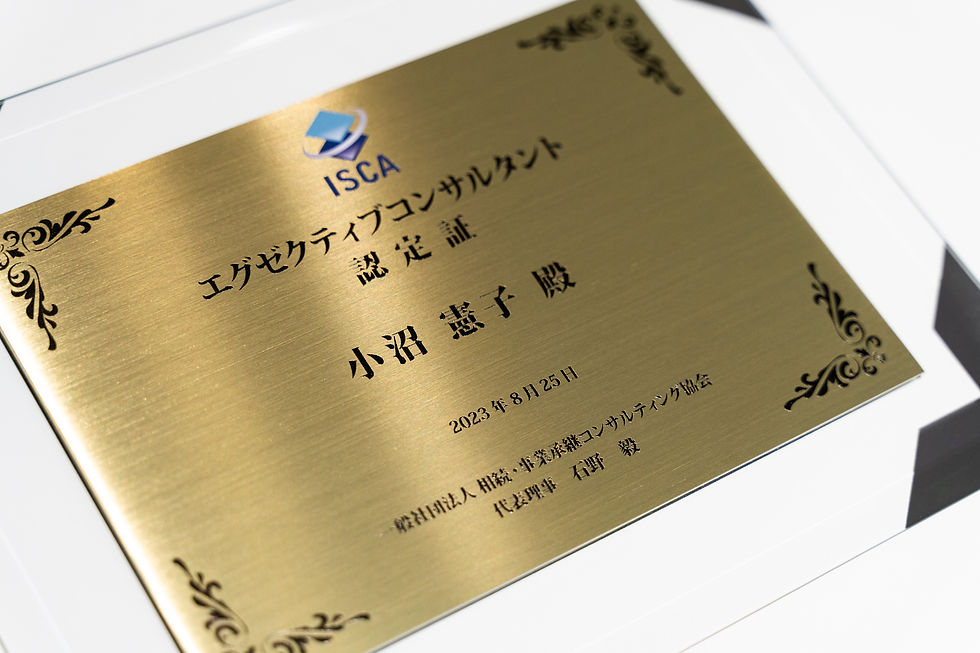 ISCA
エグゼクティブコンサルタント
認定証
小沼 憲子 殿
2023年8月25日
一般社団法人 相続・事業承継コンサルティング協会
代表理事 石野 毅